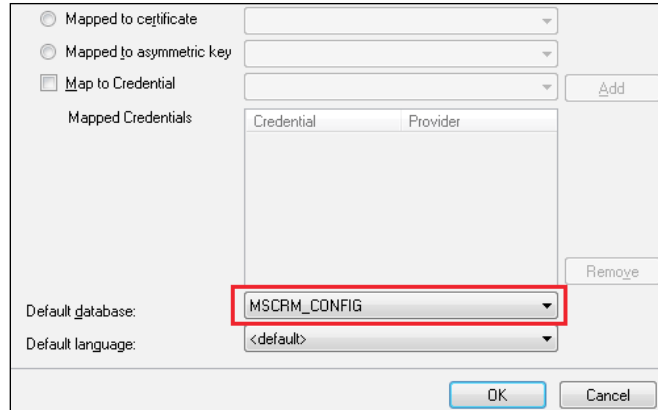 Mapped to certificate
Mapped to asymmetric key
Map to Credential
Add
Mapped Credentials
Credential Provider
Remove
Default database: MSCRM_CONFIG
Default language: <default>
OK Cancel